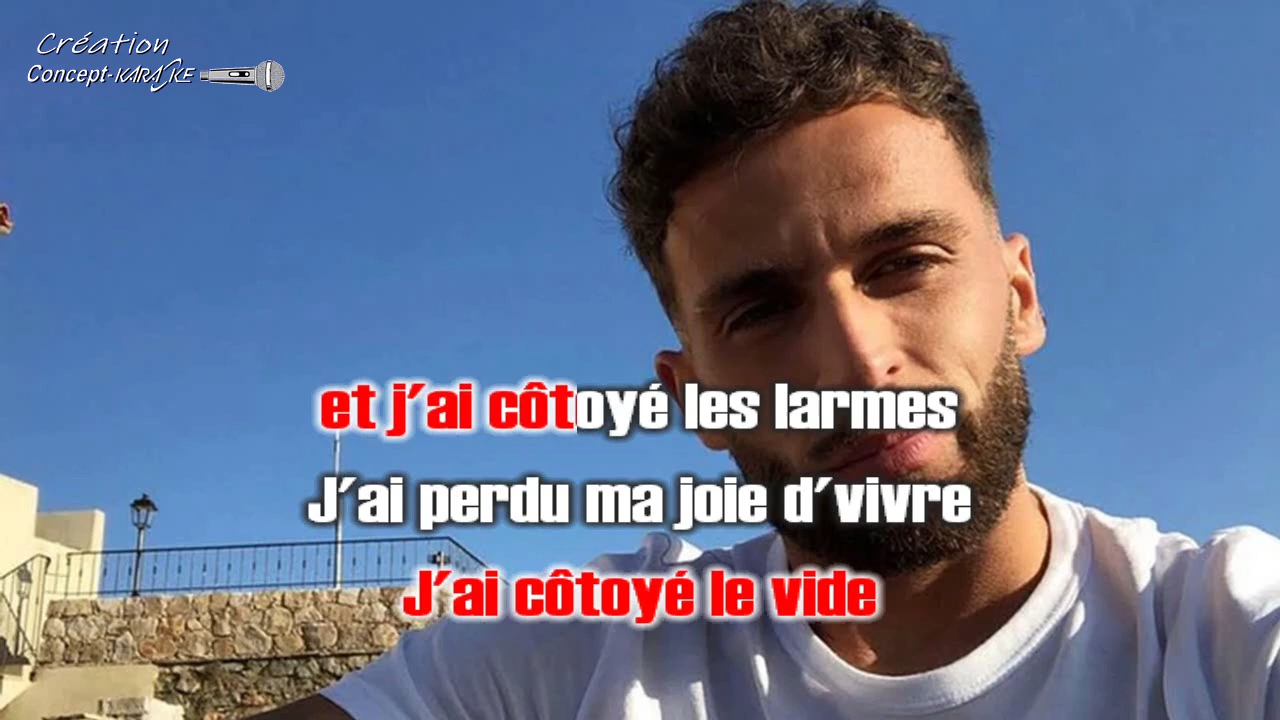 Création
Concept-KARAOKE
et j'ai côtoyé les larmes
J'ai perdu ma joie d'vivre
J'ai côtoyé le vide